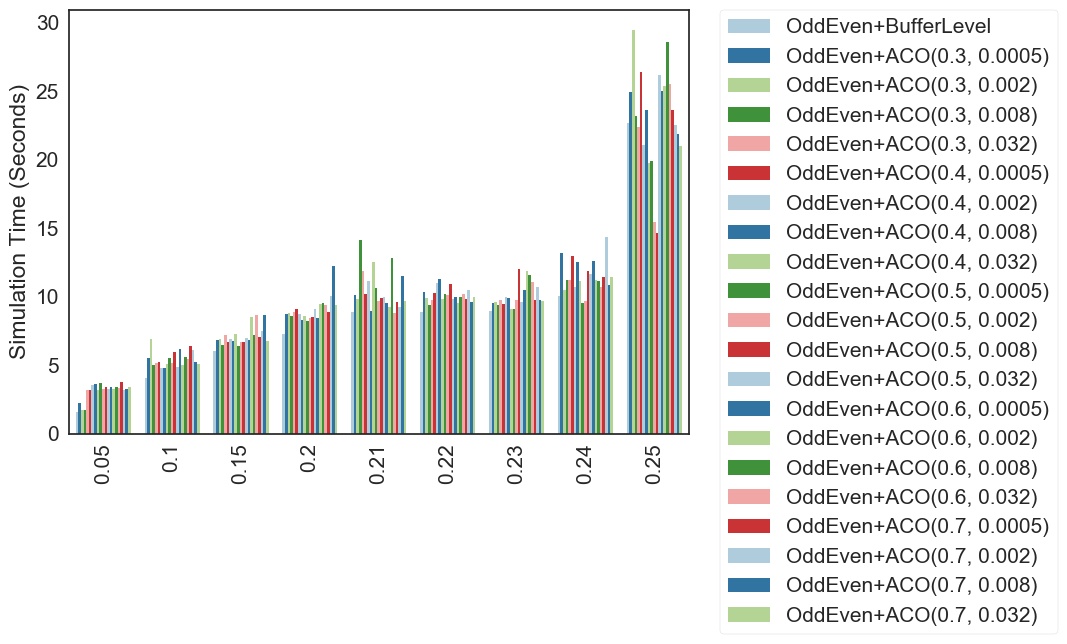 30
25
20
15
10
5
0
Simulation Time (Seconds)
0.05
0.1
0.15
0.2
0.21
0.22
0.23
0.24
0.25
OddEven+BufferLevel
OddEven+ACO(0.3, 0.0005)
OddEven+ACO(0.3, 0.002)
OddEven+ACO(0.3, 0.008)
OddEven+ACO(0.3, 0.032)
OddEven+ACO(0.4, 0.0005)
OddEven+ACO(0.4, 0.002)
OddEven+ACO(0.4, 0.008)
OddEven+ACO(0.4, 0.032)
OddEven+ACO(0.5, 0.0005)
OddEven+ACO(0.5, 0.002)
OddEven+ACO(0.5, 0.008)
OddEven+ACO(0.5, 0.032)
OddEven+ACO(0.6, 0.0005)
OddEven+ACO(0.6, 0.002)
OddEven+ACO(0.6, 0.008)
OddEven+ACO(0.6, 0.032)
OddEven+ACO(0.7, 0.0005)
OddEven+ACO(0.7, 0.002)
OddEven+ACO(0.7, 0.008)
OddEven+ACO(0.7, 0.032)